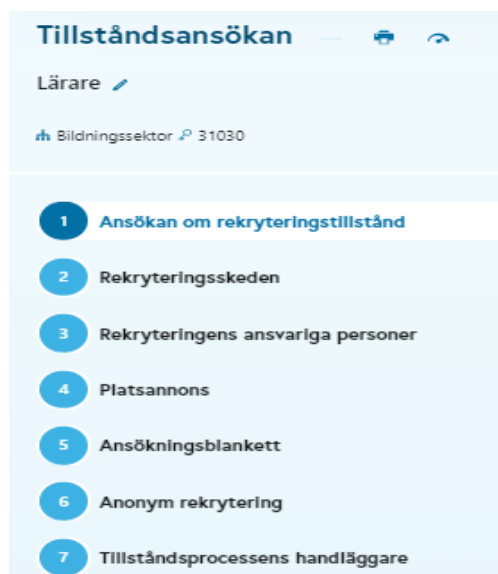 Tillståndsansökan
Lärare
Bildningssektor 31030
1 Ansökan om rekryteringstillstånd
2 Rekryteringsskeden
3 Rekryteringens ansvariga personer
4 Platsannons
5 Ansökningsblankett
6 Anonym rekrytering
7 Tillståndsprocessens handläggare